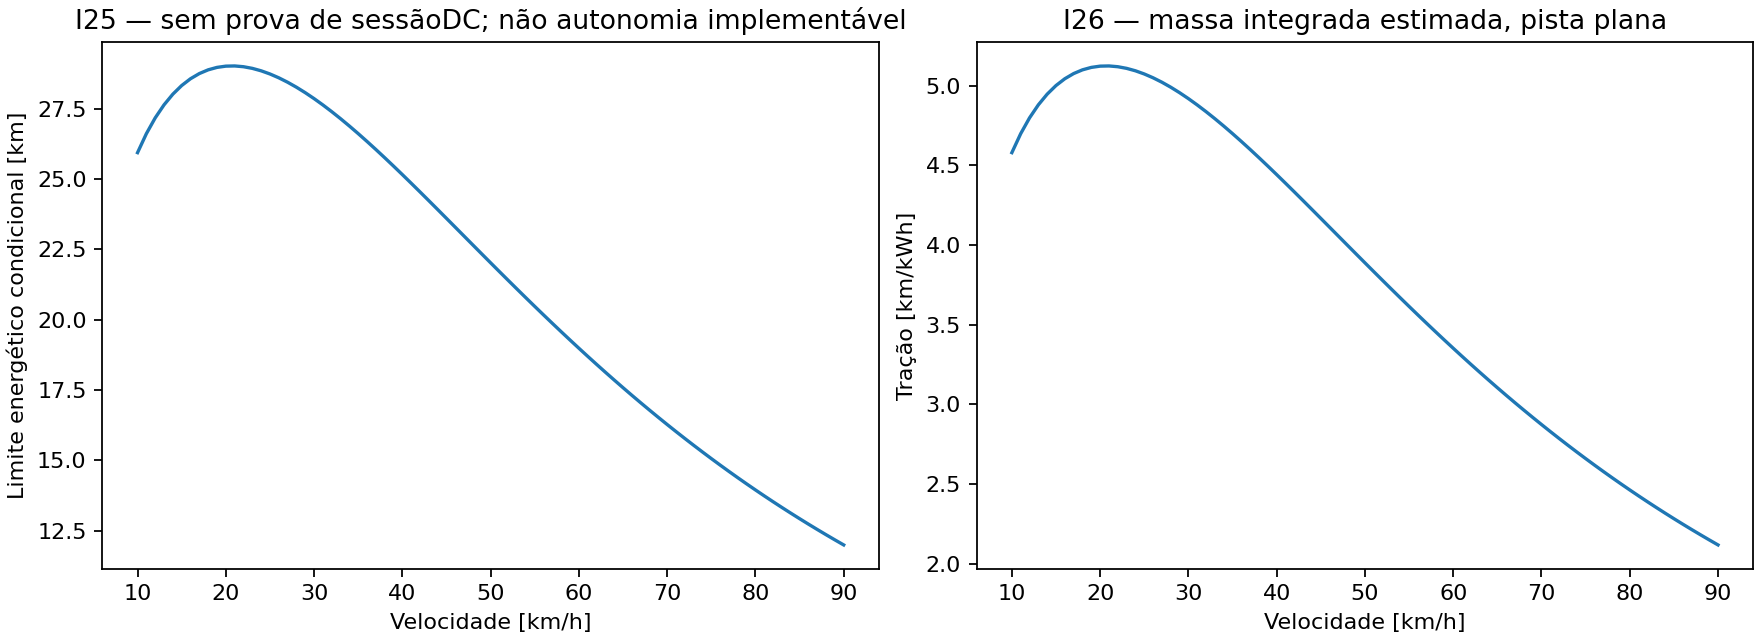 I25 — sem prova de sessãoDC; não autonomia implementável
Limite energético condicional [km]
27.5
25.0
22.5
20.0
17.5
15.0
12.5
10 20 30 40 50 60 70 80 90
Velocidade [km/h]
I26 — massa integrada estimada, pista plana
Tração [km/kWh]
5.0
4.5
4.0
3.5
3.0
2.5
2.0
10 20 30 40 50 60 70 80 90
Velocidade [km/h]